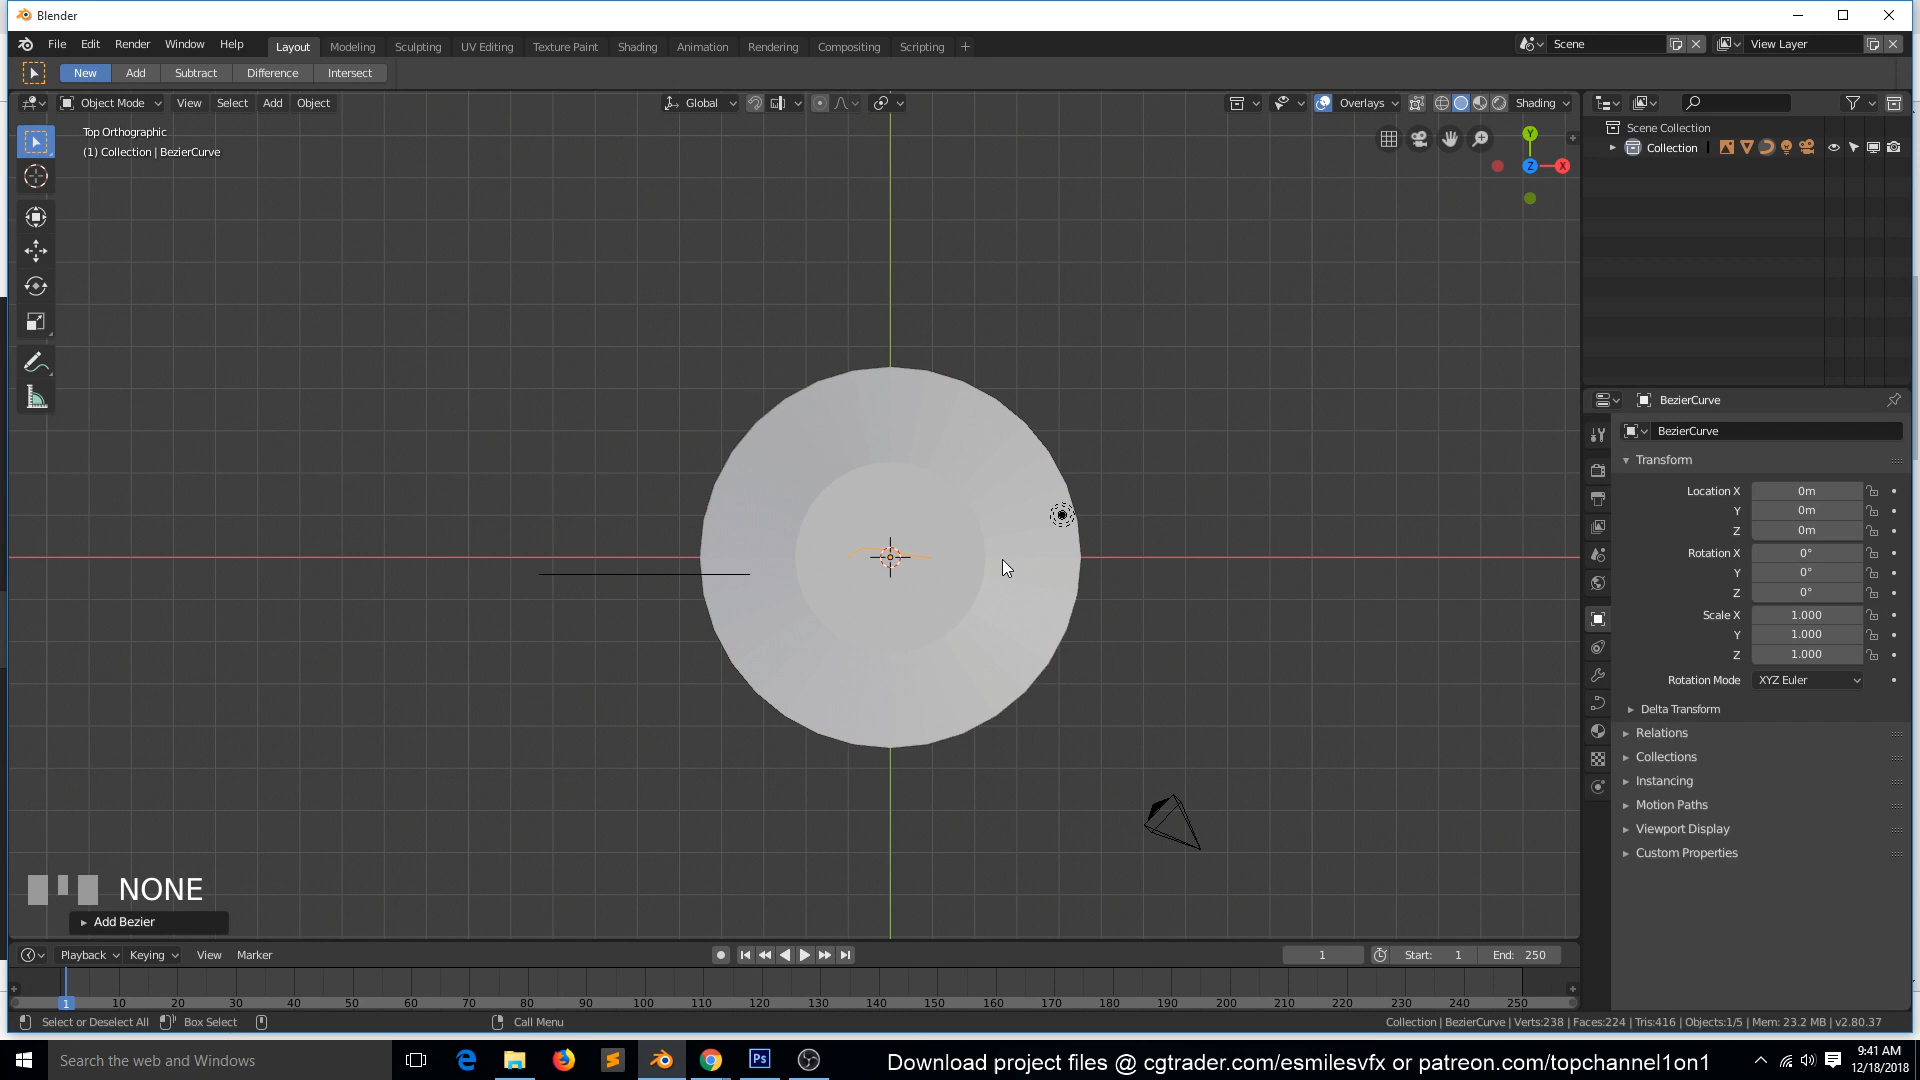 Blender
File Edit Render Window Help
Layout Modeling Sculpting UV Editing Texture Paint Shading Animation Rendering Compositing Scripting +
Scene
View Layer
New Add Subtract Difference Intersect
Object Mode View Select Add Object
Global
Overlays
Shading
Top Orthographic
(1) Collection | BezierCurve
Y
Z
X
Scene Collection
Collection
BezierCurve
BezierCurve
Transform
Location X 0m
Y 0m
Z 0m
Rotation X 0°
Y 0°
Z 0°
Scale X 1.000
Y 1.000
Z 1.000
Rotation Mode XYZ Euler
Delta Transform
Relations
Collections
Instancing
Motion Paths
Viewport Display
Custom Properties
NONE
Add Bezier
Playback Keying View Marker
1
Start: 1
End: 250
1 10 20 30 40 50 60 70 80 90 100 110 120 130 140 150 160 170 180 190 200 210 220 230 240 250
Select or Deselect All Box Select Call Menu
Collection | BezierCurve | Verts:238 | Faces:224 | Tris:416 | Objects:1/5 | Mem: 23.2 MB | v2.80.37
Search the web and Windows
Ps
Download project files @ cgtrader.com/esmilesvfx or patreon.com/topchannel1on1
9:41 AM
12/18/2018